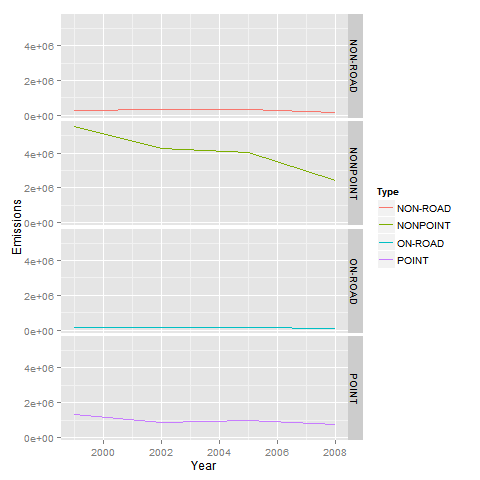 4e+06
2e+06
0e+00
NON-ROAD
4e+06
2e+06
0e+00
NONPOINT
4e+06
2e+06
0e+00
ON-ROAD
4e+06
2e+06
0e+00
POINT
Emissions
2000
2002
2004
2006
2008
Year
Type
NON-ROAD
NONPOINT
ON-ROAD
POINT